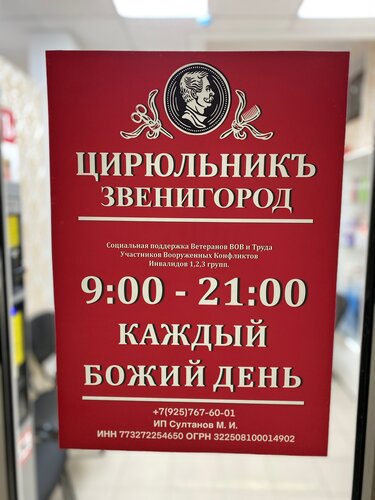 ЦИРЮЛЬНИКЪ
ЗВЕНИГОРОД
Социальная поддержка Ветеранов ВОВ и Труда
Участников Вооруженных Конфликтов
Инвалидов 1,2,3 групп.
9:00 - 21:00
КАЖДЫЙ
БОЖИЙ ДЕНЬ
+7(925)767-60-01
ИП Султанов М. И.
ИНН 773272254650 ОГРН 322508100014902